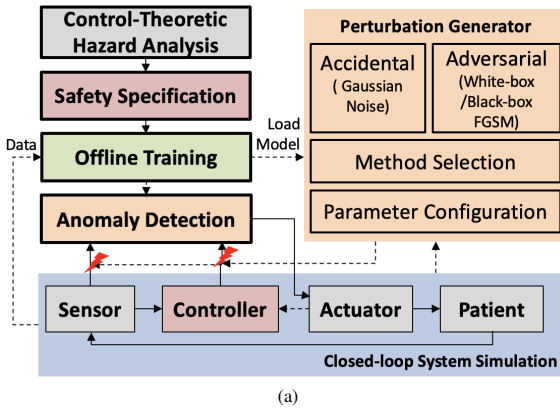 Control-Theoretic
Hazard Analysis
Safety Specification
Data
Offline Training
Load
Model
Anomaly Detection
Perturbation Generator
Accidental
( Gaussian
Noise)
Adversarial
(White-box
/Black-box
FGSM)
Method Selection
Parameter Configuration
Sensor
Controller
Actuator
Patient
Closed-loop System Simulation
(a)